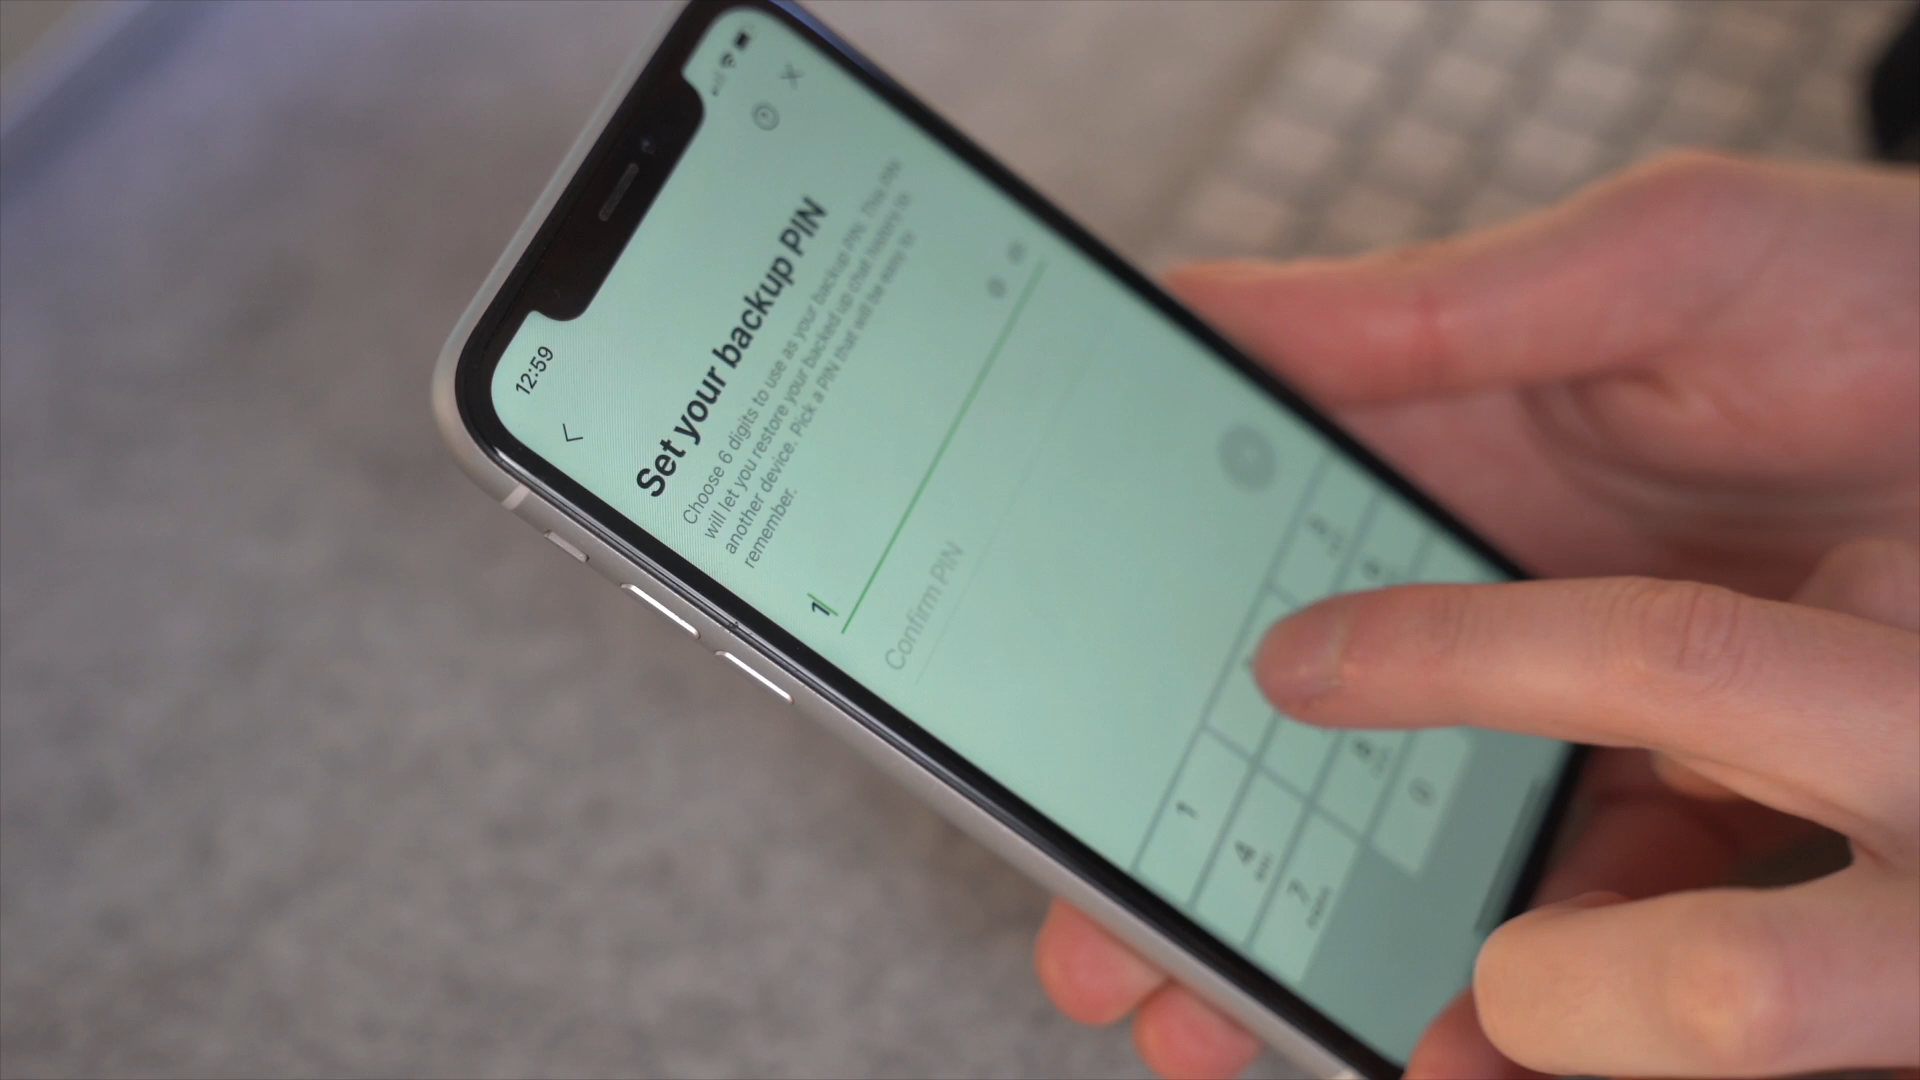 12:59
Set your backup PIN
Choose 6 digits to use as your backup PIN. This PIN
will let you restore your backed up chat history to
another device. Pick a PIN that will be easy to
remember.
1
Confirm PIN
1
4
7